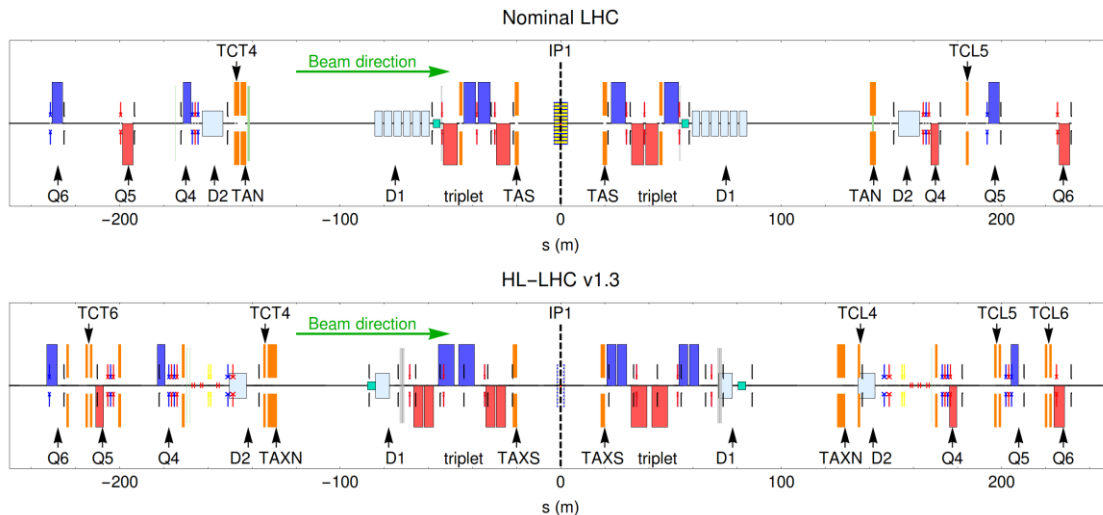 Nominal LHC
TCT4 IP1 TCL5
Beam direction
Q6 Q5 Q4 D2 TAN D1 triplet TAS TAS triplet D1 TAN D2 Q4 Q5 Q6
−200 −100 0 100 200
s (m)
HL−LHC v1.3
TCT6 TCT4 IP1 TCL4 TCL5 TCL6
Beam direction
Q6 Q5 Q4 D2 TAXN D1 triplet TAXS TAXS triplet D1 TAXN D2 Q4 Q5 Q6
−200 −100 0 100 200
s (m)